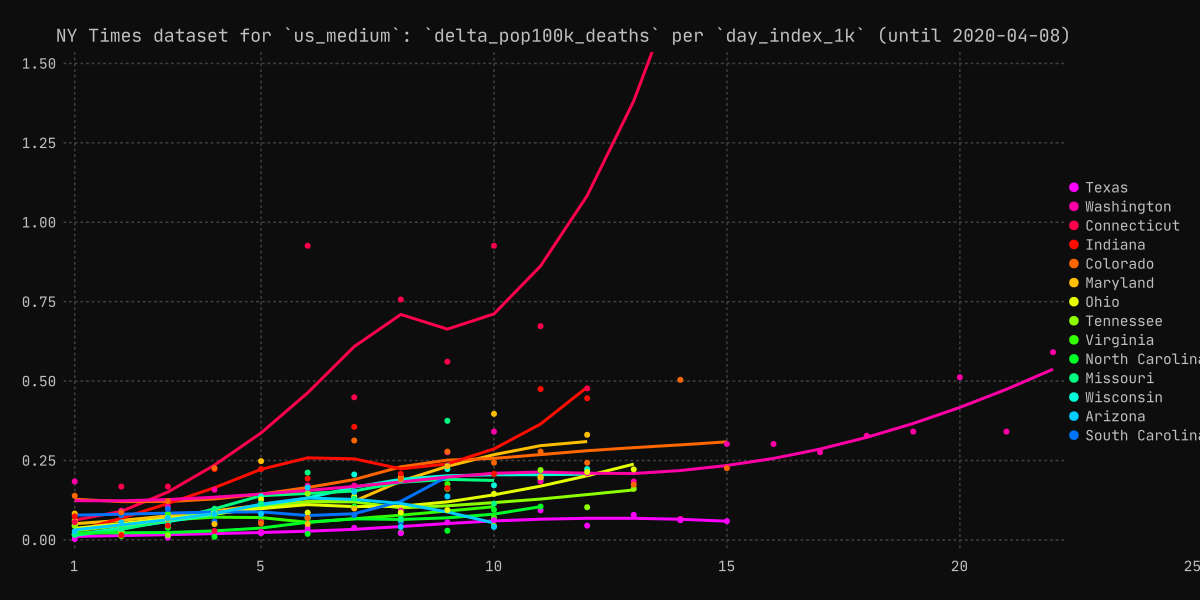 NY Times dataset for `us_medium`: `delta_pop100k_deaths` per `day_index_1k` (until 2020-04-08)
1.50
1.25
1.00
0.75
0.50
0.25
0.00
1
5
10
15
20
25
Texas
Washington
Connecticut
Indiana
Colorado
Maryland
Ohio
Tennessee
Virginia
North Carolina
Missouri
Wisconsin
Arizona
South Carolina